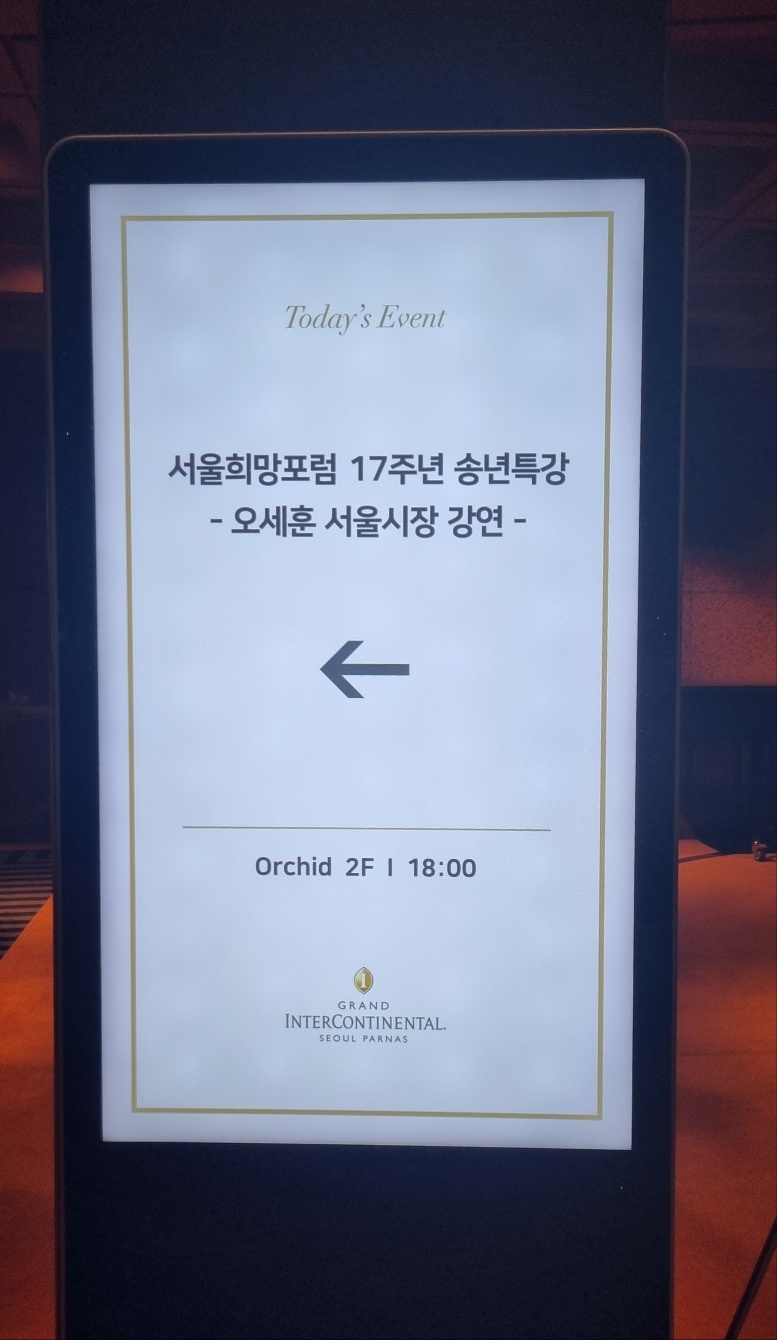 Today's Event
서울희망포럼 17주년 송년특강
- 오세훈 서울시장 강연 -
←
Orchid 2F I 18:00
GRAND
INTERCONTINENTAL.
SEOUL PARNAS